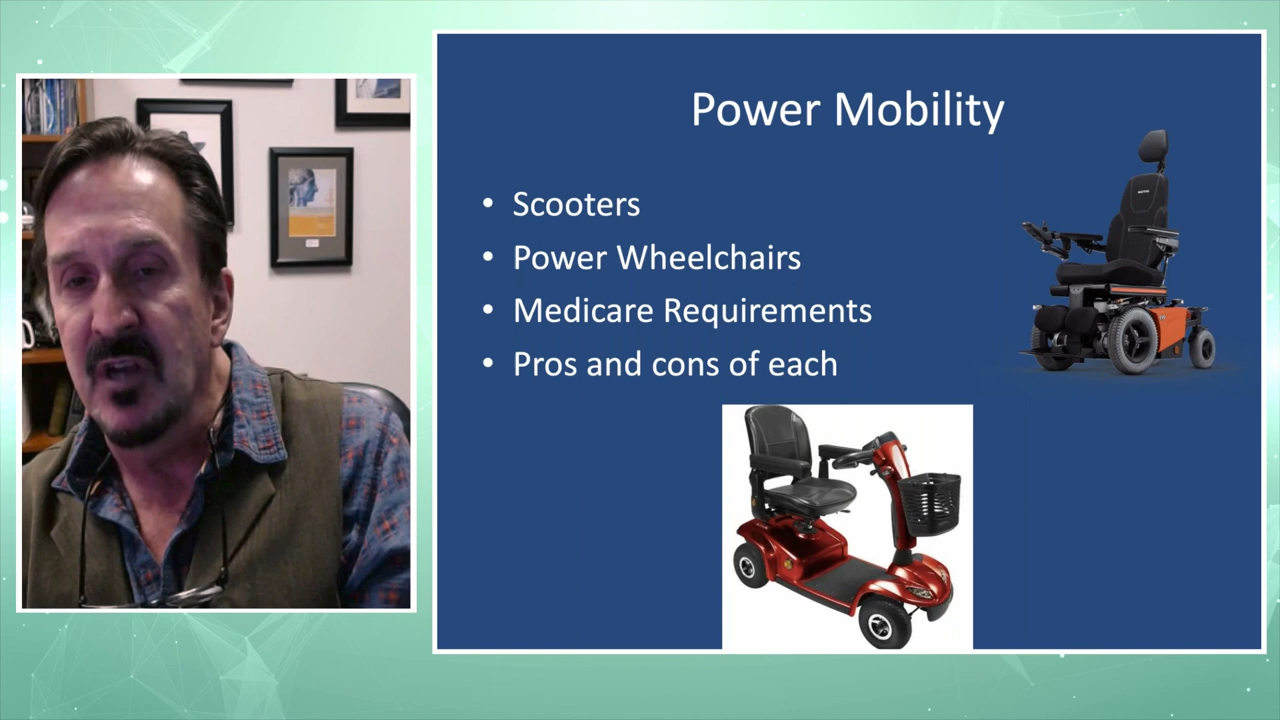 Power Mobility
• Scooters
• Power Wheelchairs
• Medicare Requirements
• Pros and cons of each